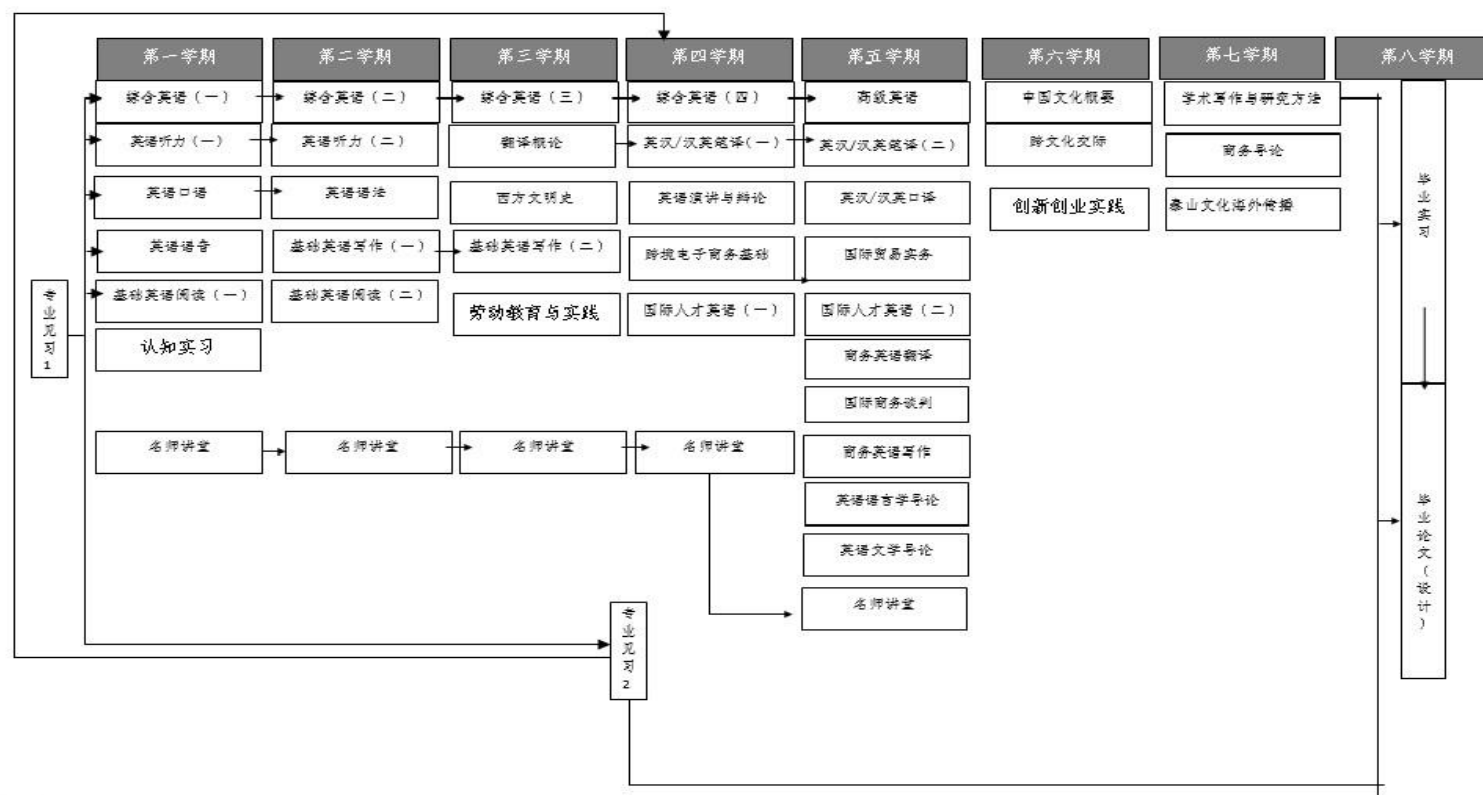 第一学期 第二学期 第三学期 第四学期 第五学期 第六学期 第七学期 第八学期
综合英语（一） 综合英语（二） 综合英语（三） 综合英语（四） 高级英语 中国文化概要 学术写作与研究方法
英语听力（一） 英语听力（二） 翻译概论 英汉/汉英笔译（一） 英汉/汉英笔译（二） 跨文化交际 商务导论
英语口语 英语语法 西方文明史 英语演讲与辩论 英汉/汉英口译 创新创业实践 泰山文化海外传播
英语语音 基础英语写作（一） 基础英语写作（二） 跨境电子商务基础 国际贸易实务
基础英语阅读（一） 基础英语阅读（二） 劳动教育与实践 国际人才英语（一） 国际人才英语（二）
认知实习 商务英语翻译
国际商务谈判
名师讲堂 名师讲堂 名师讲堂 名师讲堂 商务英语写作
英语语言学导论
英语文学导论
名师讲堂
专业见习1
专业见习2
毕业实习
毕业论文（设计）